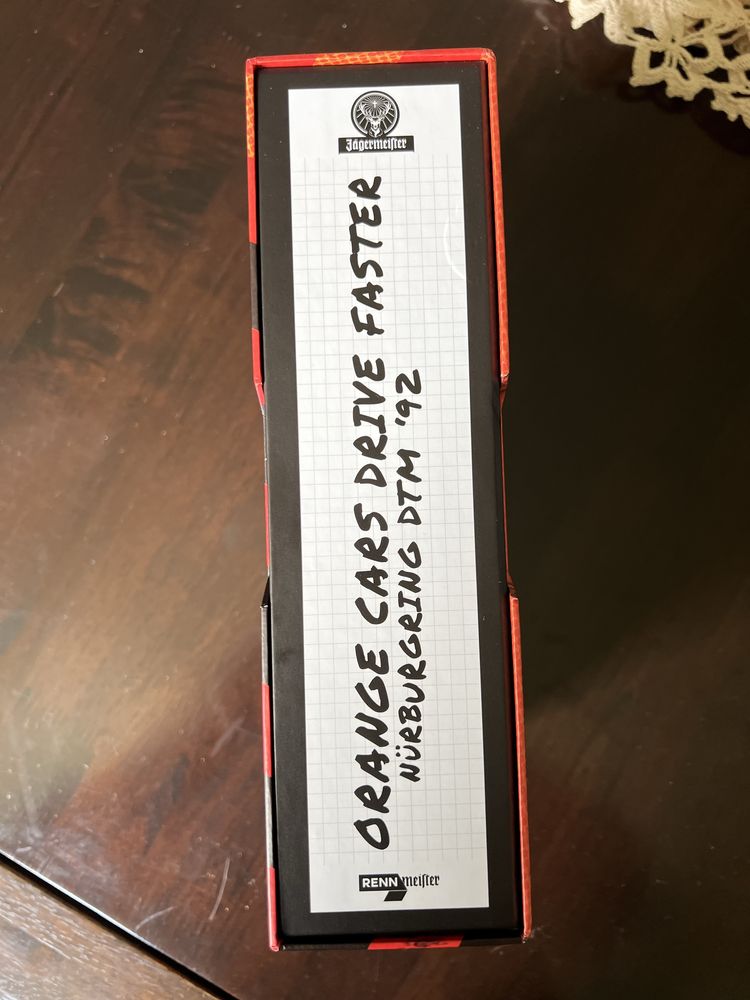 Jägermeiſter
ORANGE CARS DRIVE FASTER
NÜRBURGRING DTM '92
RENNmeiſter